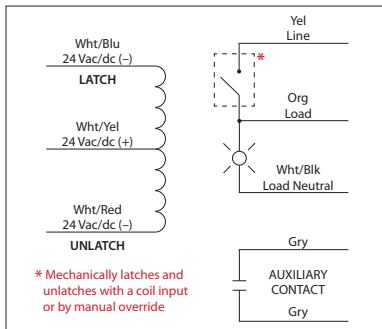 Wht/Blu
24 Vac/dc (–)
LATCH
Wht/Yel
24 Vac/dc (+)
Wht/Red
24 Vac/dc (–)
UNLATCH
* Mechanically latches and
unlatches with a coil input
or by manual override
Yel
Line
*
Org
Load
Wht/Blk
Load Neutral
Gry
AUXILIARY
CONTACT
Gry